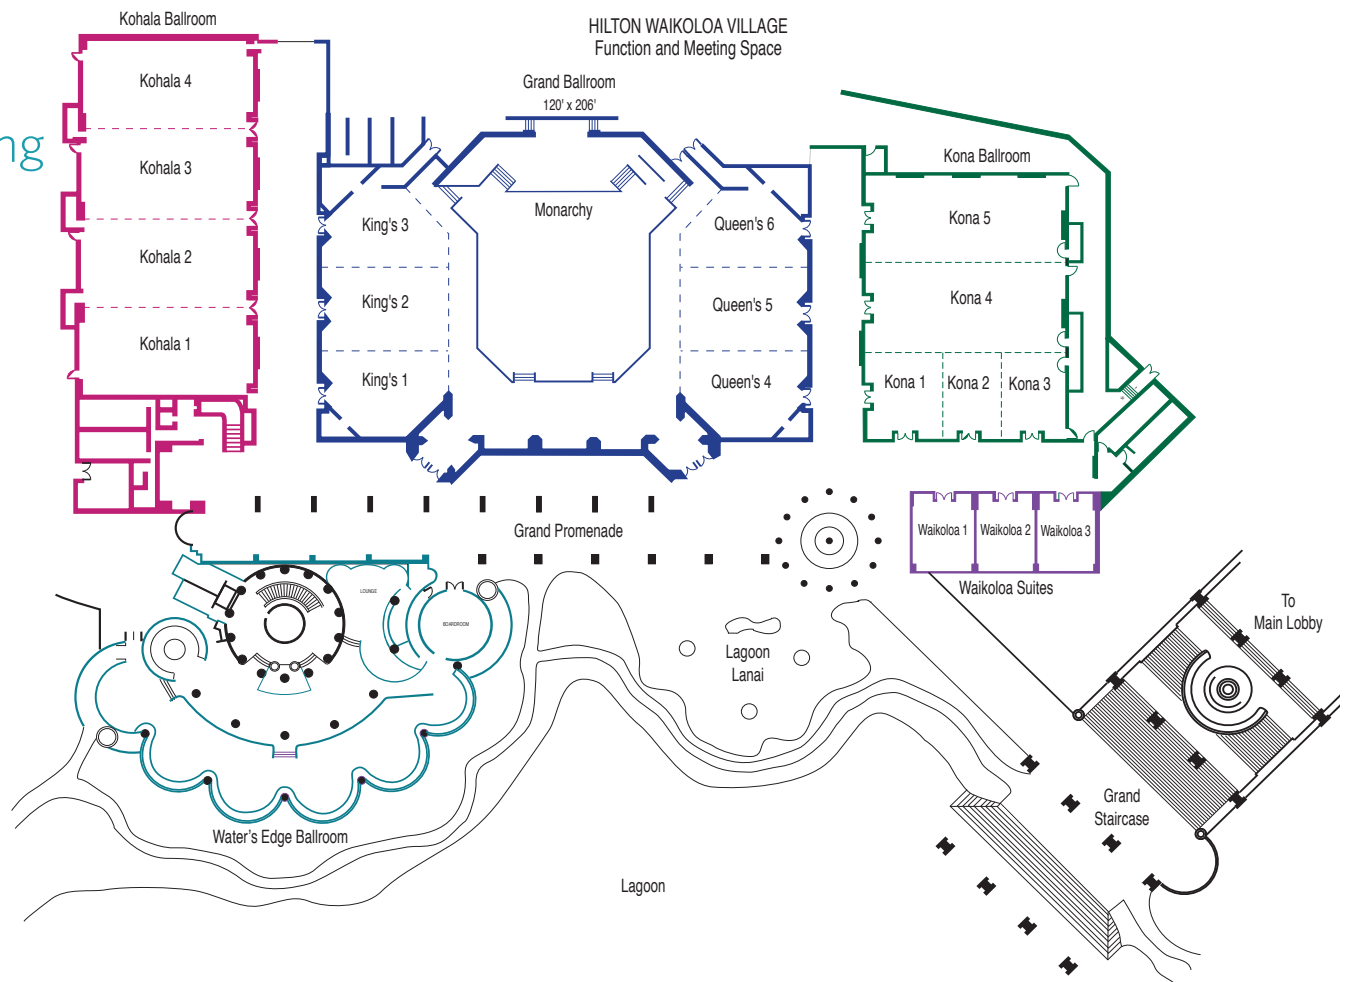 Kohala Ballroom
HILTON WAIKOLOA VILLAGE
Function and Meeting Space
Grand Ballroom
120' x 206'
ng
Kohala 4
Kohala 3
Kohala 2
Kohala 1
King's 3
King's 2
King's 1
Monarchy
Queen's 6
Queen's 5
Queen's 4
Kona Ballroom
Kona 5
Kona 4
Kona 1
Kona 2
Kona 3
Grand Promenade
Waikoloa 1
Waikoloa 2
Waikoloa 3
Waikoloa Suites
LOUNGE
BOARDROOM
To
Main Lobby
Lagoon
Lanai
Grand
Staircase
Water's Edge Ballroom
Lagoon